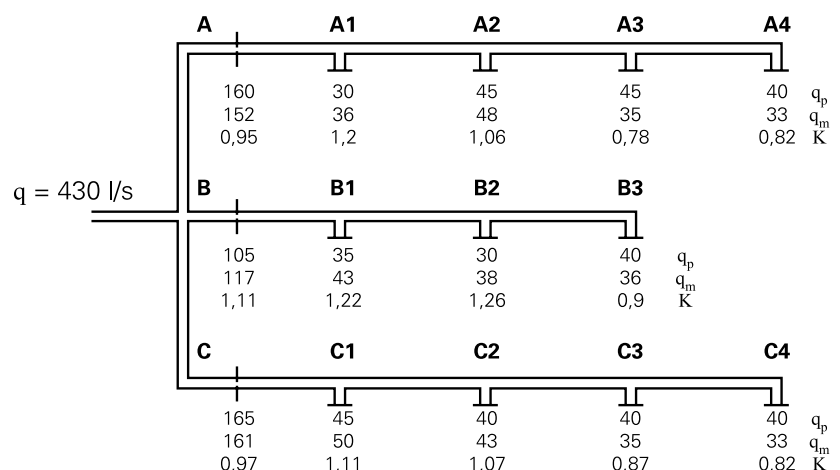 A A1 A2 A3 A4
160 30 45 45 40 qp
152 36 48 35 33 qm
0,95 1,2 1,06 0,78 0,82 K
q = 430 l/s
B B1 B2 B3
105 35 30 40 qp
117 43 38 36 qm
1,11 1,22 1,26 0,9 K
C C1 C2 C3 C4
165 45 40 40 40 qp
161 50 43 35 33 qm
0,97 1,11 1,07 0,87 0,82 K